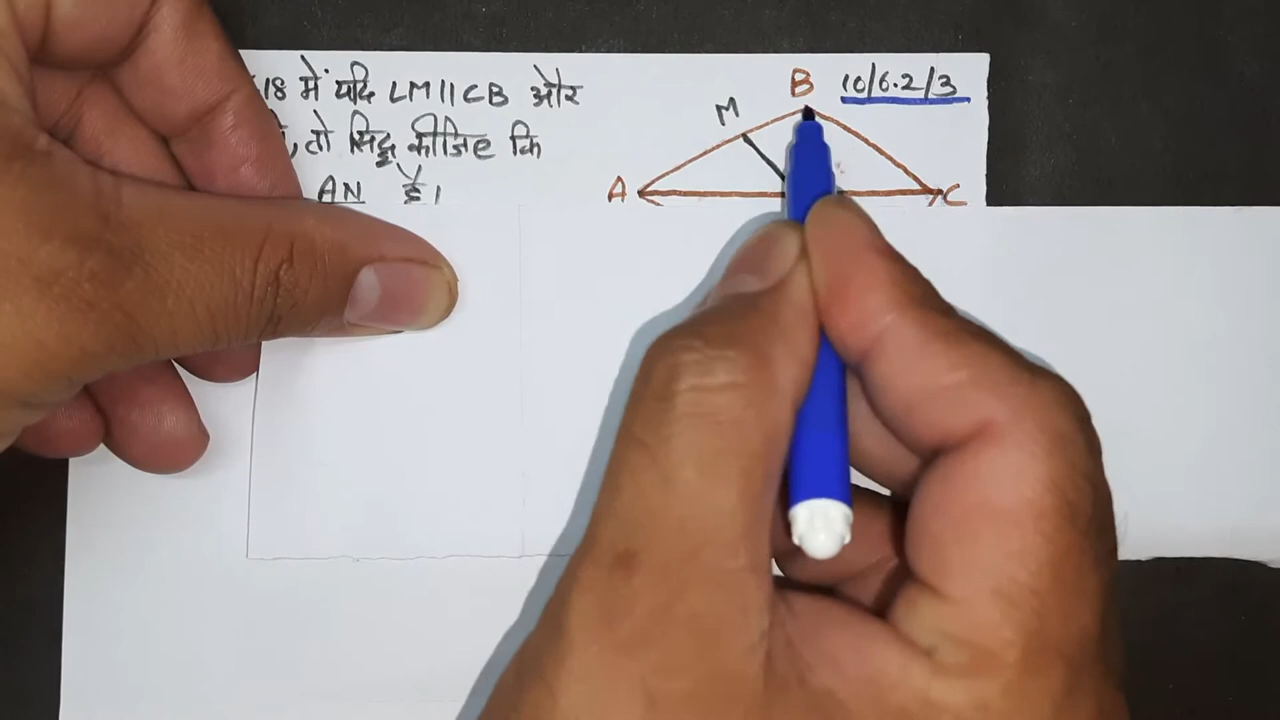 18 में यदि LM||CB और
, तो सिद्ध कीजिए कि
AN है।
10/6.2/3
B
M
A
C